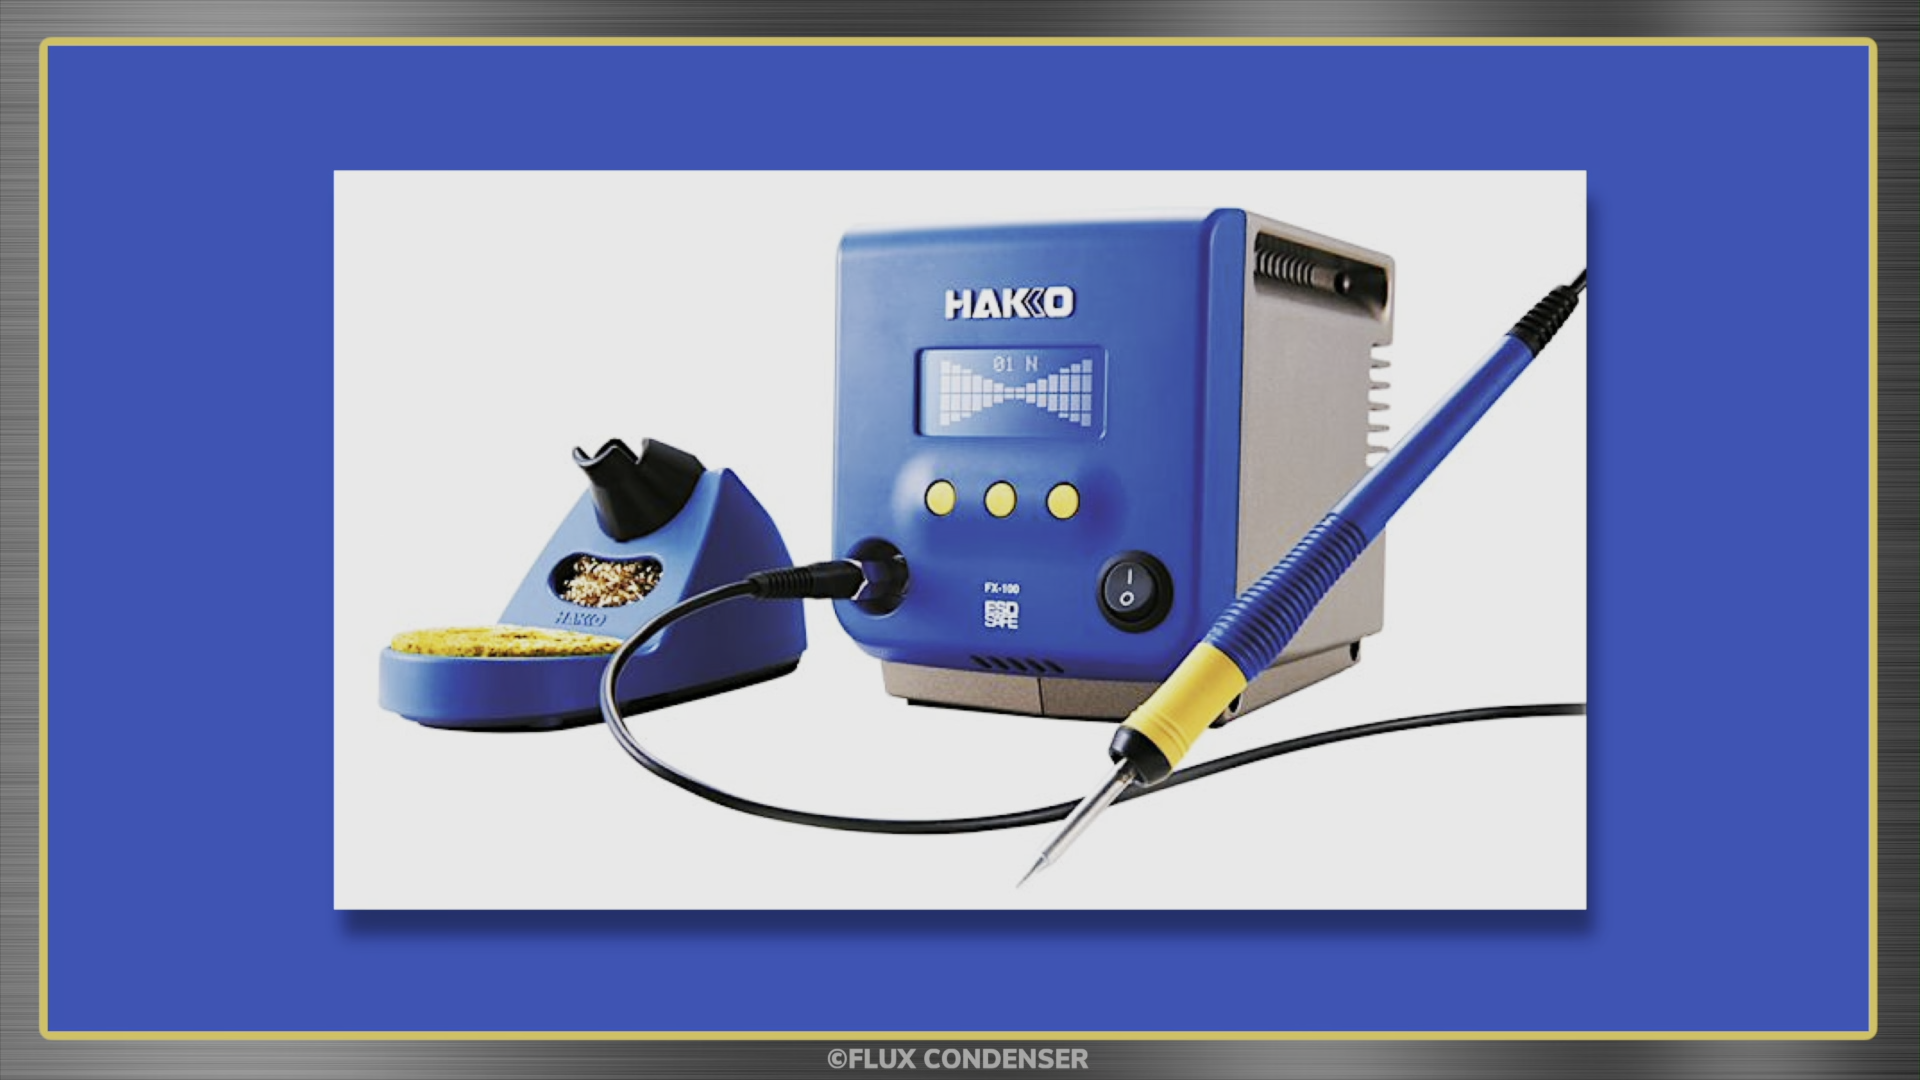 HAKKO
01 N
FX-100
ESD
SAFE
HAKKO
©FLUX CONDENSER